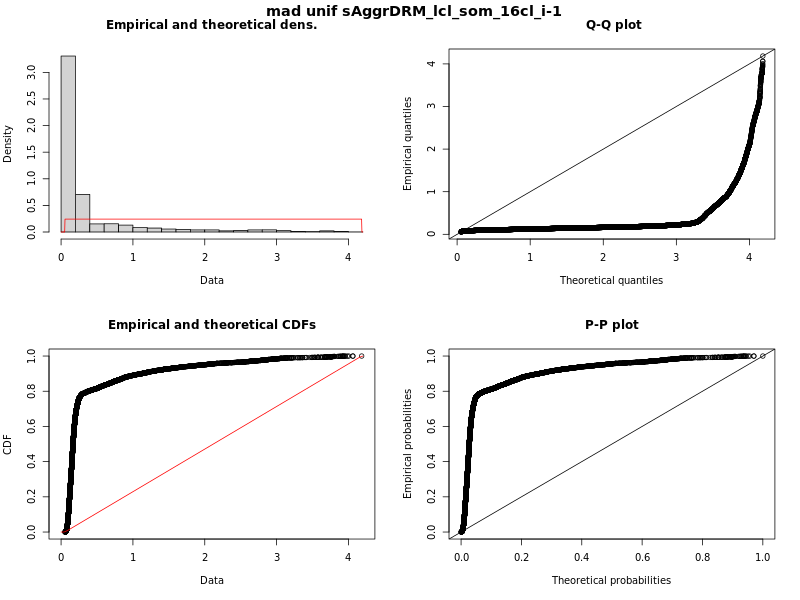 mad unif sAggrDRM_lcl_som_16cl_i-1
Empirical and theoretical dens.
Density
0.0 0.5 1.0 1.5 2.0 2.5 3.0
0 1 2 3 4
Data
Q-Q plot
Empirical quantiles
0 1 2 3 4
0 1 2 3 4
Theoretical quantiles
Empirical and theoretical CDFs
CDF
0.0 0.2 0.4 0.6 0.8 1.0
0 1 2 3 4
Data
P-P plot
Empirical probabilities
0.0 0.2 0.4 0.6 0.8 1.0
0.0 0.2 0.4 0.6 0.8 1.0
Theoretical probabilities